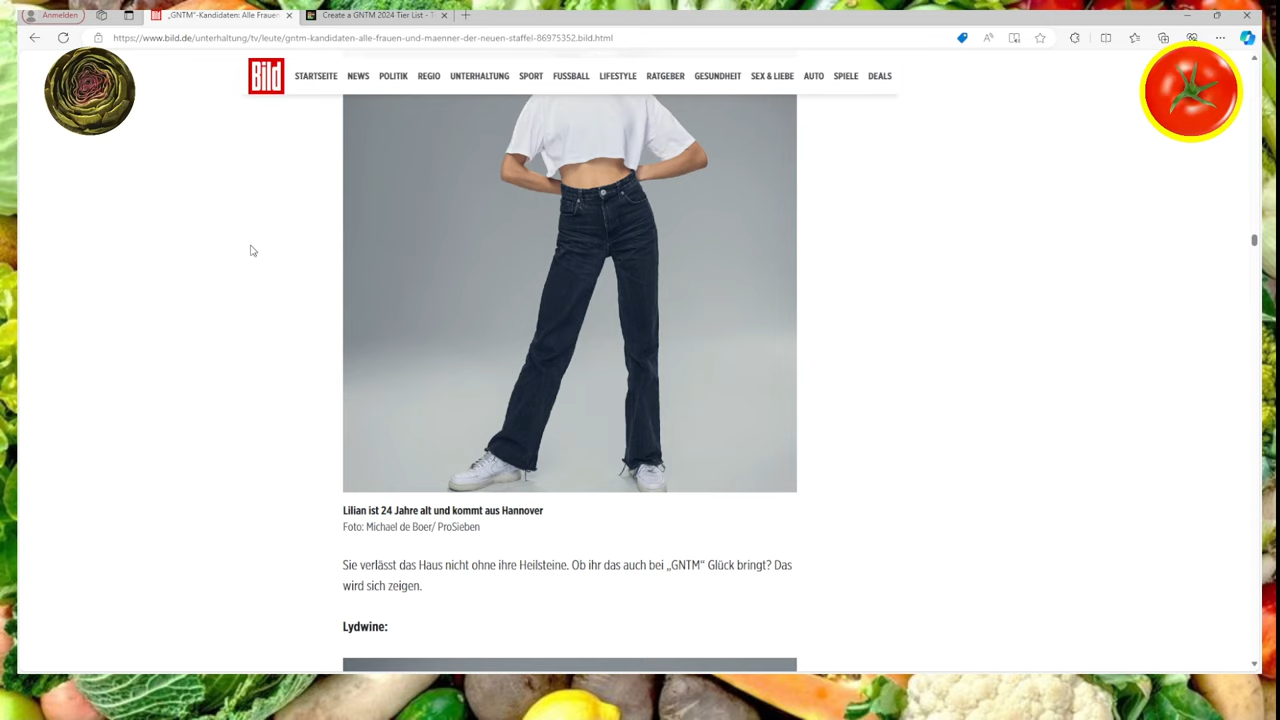 Anmelden
„GNTM"-Kandidaten: Alle Frauen
Create a GNTM 2024 Tier List - T
https://www.bild.de/unterhaltung/tv/leute/gntm-kandidaten-alle-frauen-und-maenner-der-neuen-staffel-86975352.bild.html
Bild
STARTSEITE NEWS POLITIK REGIO UNTERHALTUNG SPORT FUSSBALL LIFESTYLE RATGEBER GESUNDHEIT SEX & LIEBE AUTO SPIELE DEALS
Lilian ist 24 Jahre alt und kommt aus Hannover
Foto: Michael de Boer/ ProSieben
Sie verlässt das Haus nicht ohne ihre Heilsteine. Ob ihr das auch bei „GNTM" Glück bringt? Das
wird sich zeigen.
Lydwine: